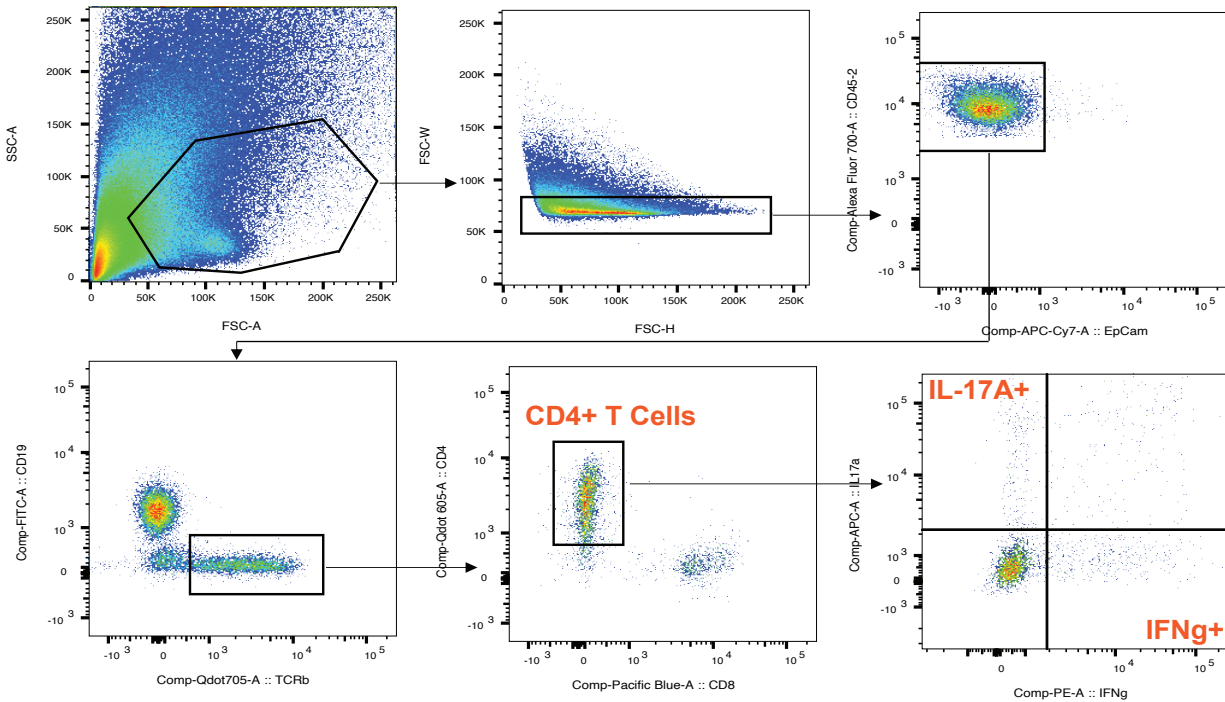 250K
200K
150K
100K
50K
0
0
50K
100K
150K
200K
250K
SSC-A
FSC-A
250K
200K
150K
100K
50K
0
0
50K
100K
150K
200K
250K
FSC-W
FSC-H
10 5
10 4
10 3
0
-10 3
-10 3
0
10 3
10 4
10 5
Comp-Alexa Fluor 700-A :: CD45-2
Comp-APC-Cy7-A :: EpCam
10 5
10 4
10 3
0
-10 3
-10 3
0
10 3
10 4
10 5
Comp-FITC-A :: CD19
Comp-Qdot705-A :: TCRb
CD4+ T Cells
10 5
10 4
10 3
0
-10 3
-10 3
0
10 3
10 4
10 5
Comp-Qdot 605-A :: CD4
Comp-Pacific Blue-A :: CD8
IL-17A+
IFNg+
10 5
10 4
10 3
0
-10 3
-10 3
0
10 4
10 5
Comp-APC-A :: IL17a
Comp-PE-A :: IFNg